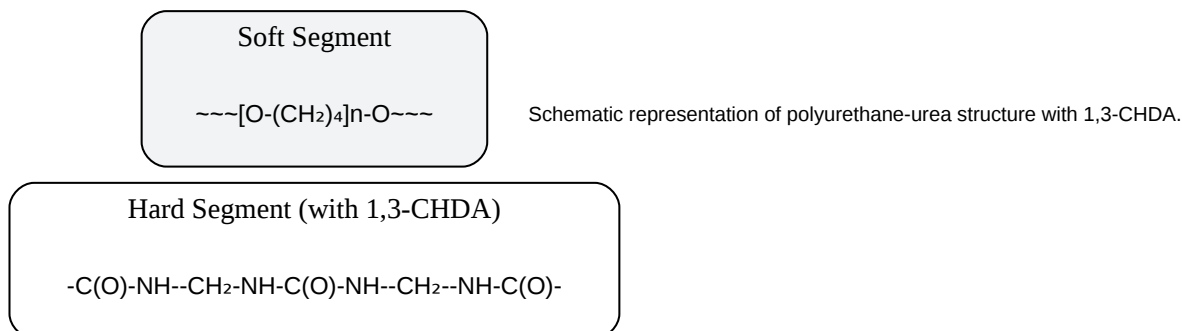 Soft Segment
~~~[O-(CH₂)₄]n-O~~~
Schematic representation of polyurethane-urea structure with 1,3-CHDA.
Hard Segment (with 1,3-CHDA)
-C(O)-NH--CH₂-NH-C(O)-NH--CH₂--NH-C(O)-